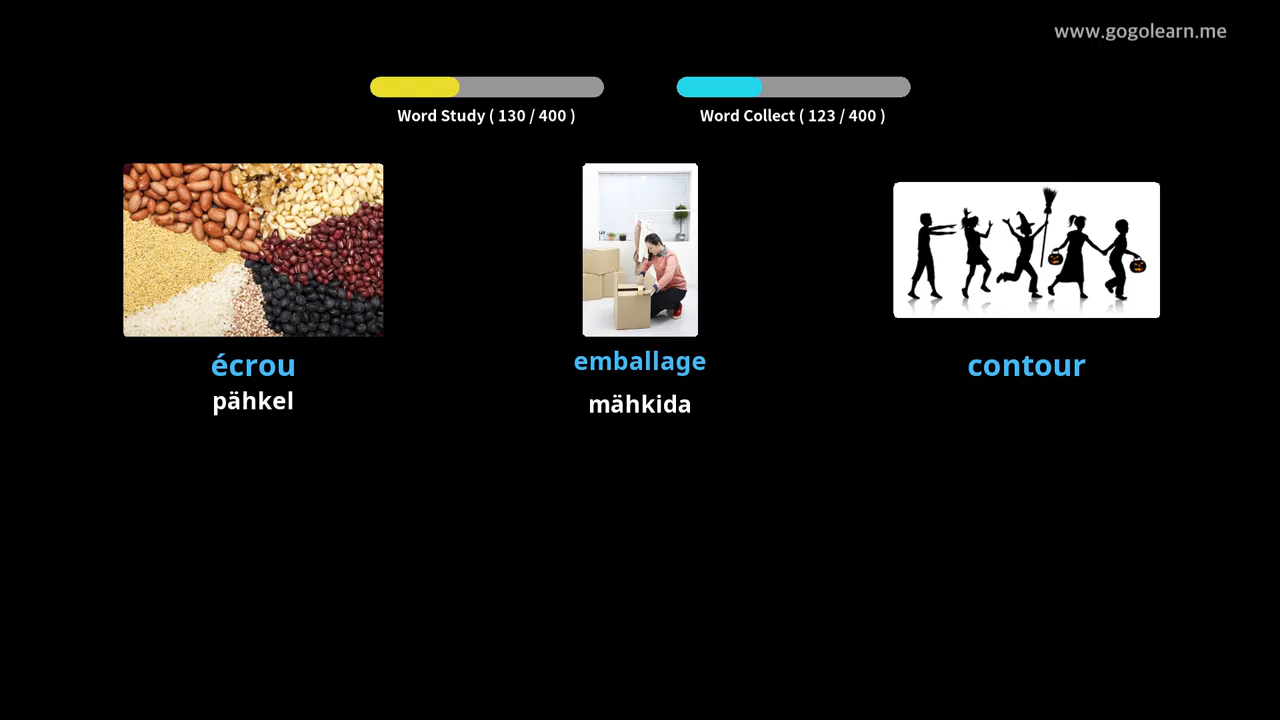 www.gogolearn.me
Word Study ( 130 / 400 )
Word Collect ( 123 / 400 )
écrou
pähkel
emballage
mähkida
contour